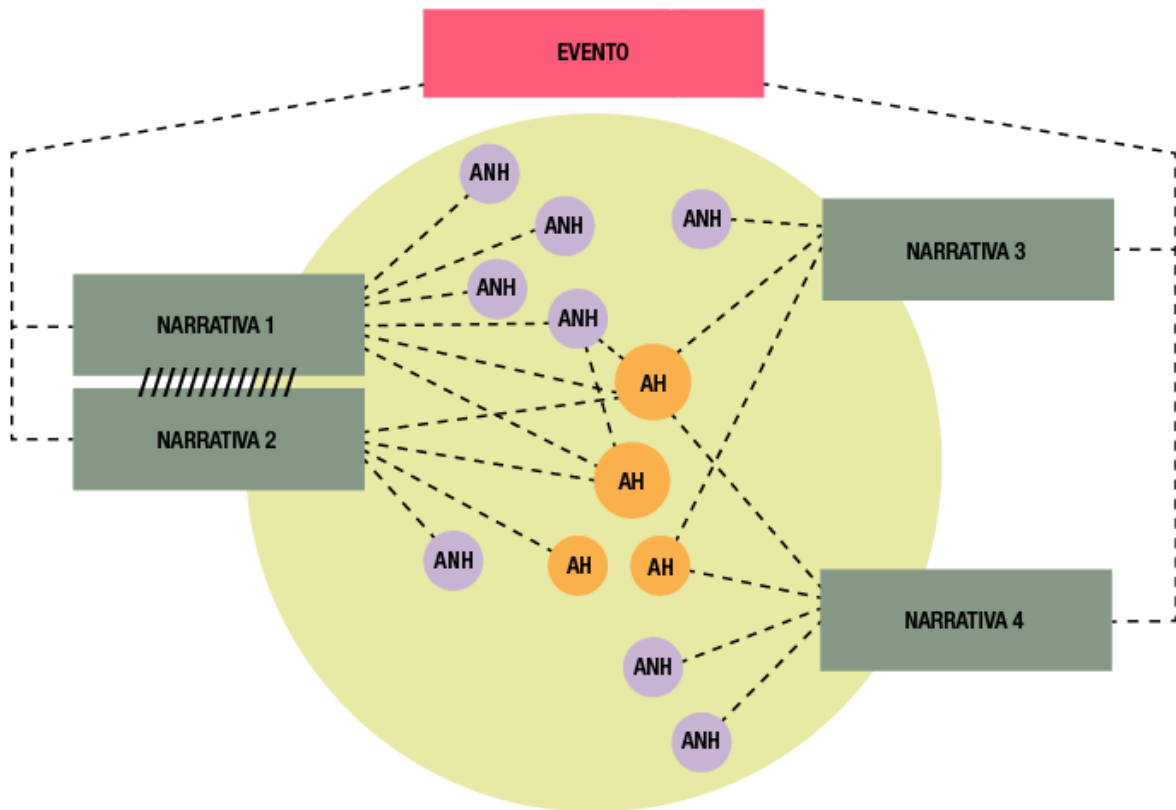 EVENTO
ANH
ANH
ANH
NARRATIVA 3
ANH
NARRATIVA 1
ANH
AH
NARRATIVA 2
AH
ANH
AH
AH
NARRATIVA 4
ANH
ANH